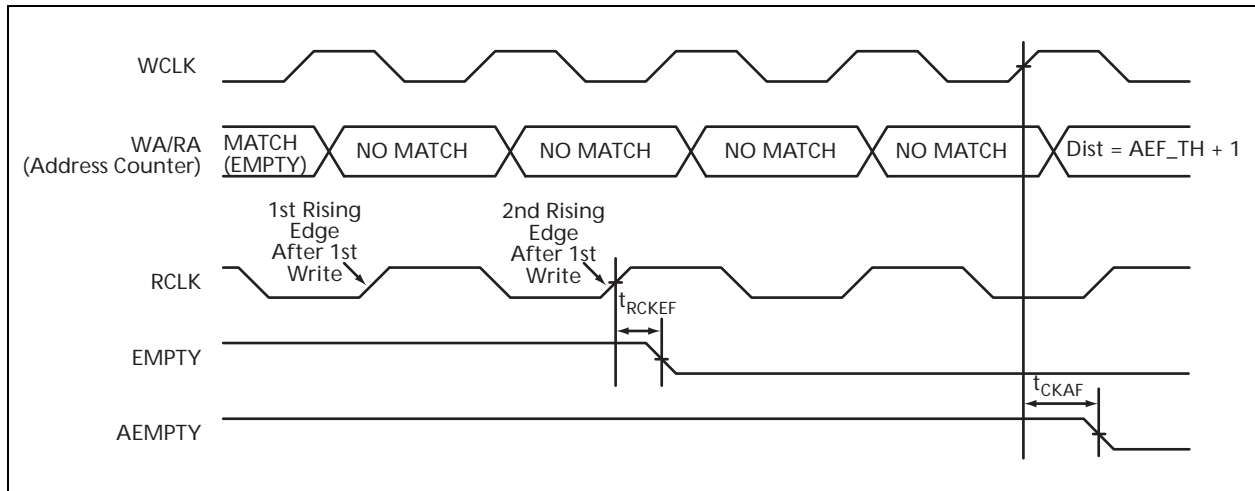 WCLK
WA/RA
(Address Counter)
MATCH
(EMPTY)
NO MATCH
NO MATCH
NO MATCH
NO MATCH
Dist = AEF_TH + 1
1st Rising
Edge
After 1st
Write
2nd Rising
Edge
After 1st
Write
RCLK
tRCKEF
EMPTY
tCKAF
AEMPTY